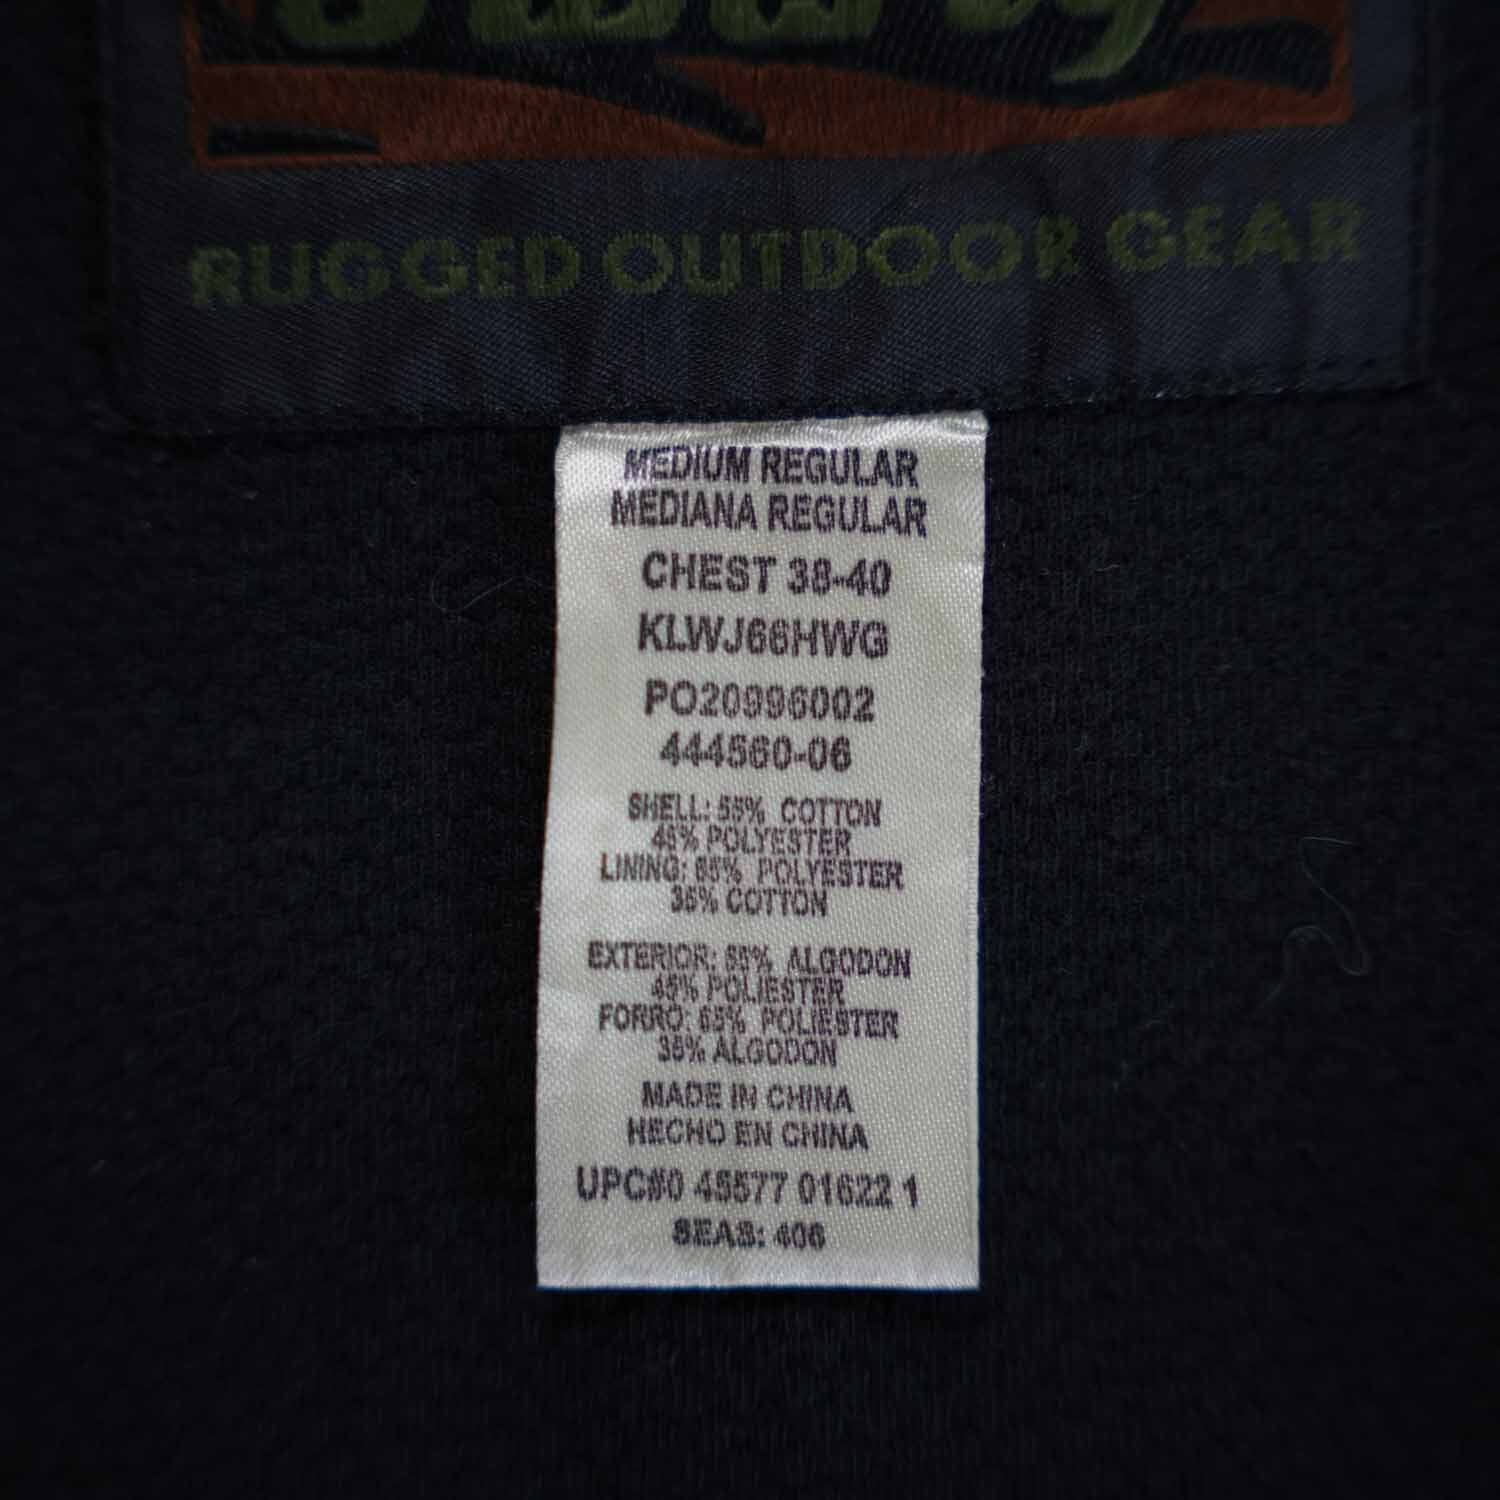 RUGGED OUTDOOR GEAR
MEDIUM REGULAR
MEDIANA REGULAR
CHEST 38-40
KLWJ66HWG
PO20996002
444560-06
SHELL: 55% COTTON
45% POLYESTER
LINING: 65% POLYESTER
35% COTTON
EXTERIOR: 55% ALGODON
45% POLIESTER
FORRO: 65% POLIESTER
35% ALGODON
MADE IN CHINA
HECHO EN CHINA
UPC#0 45577 01622 1
SEAS: 406